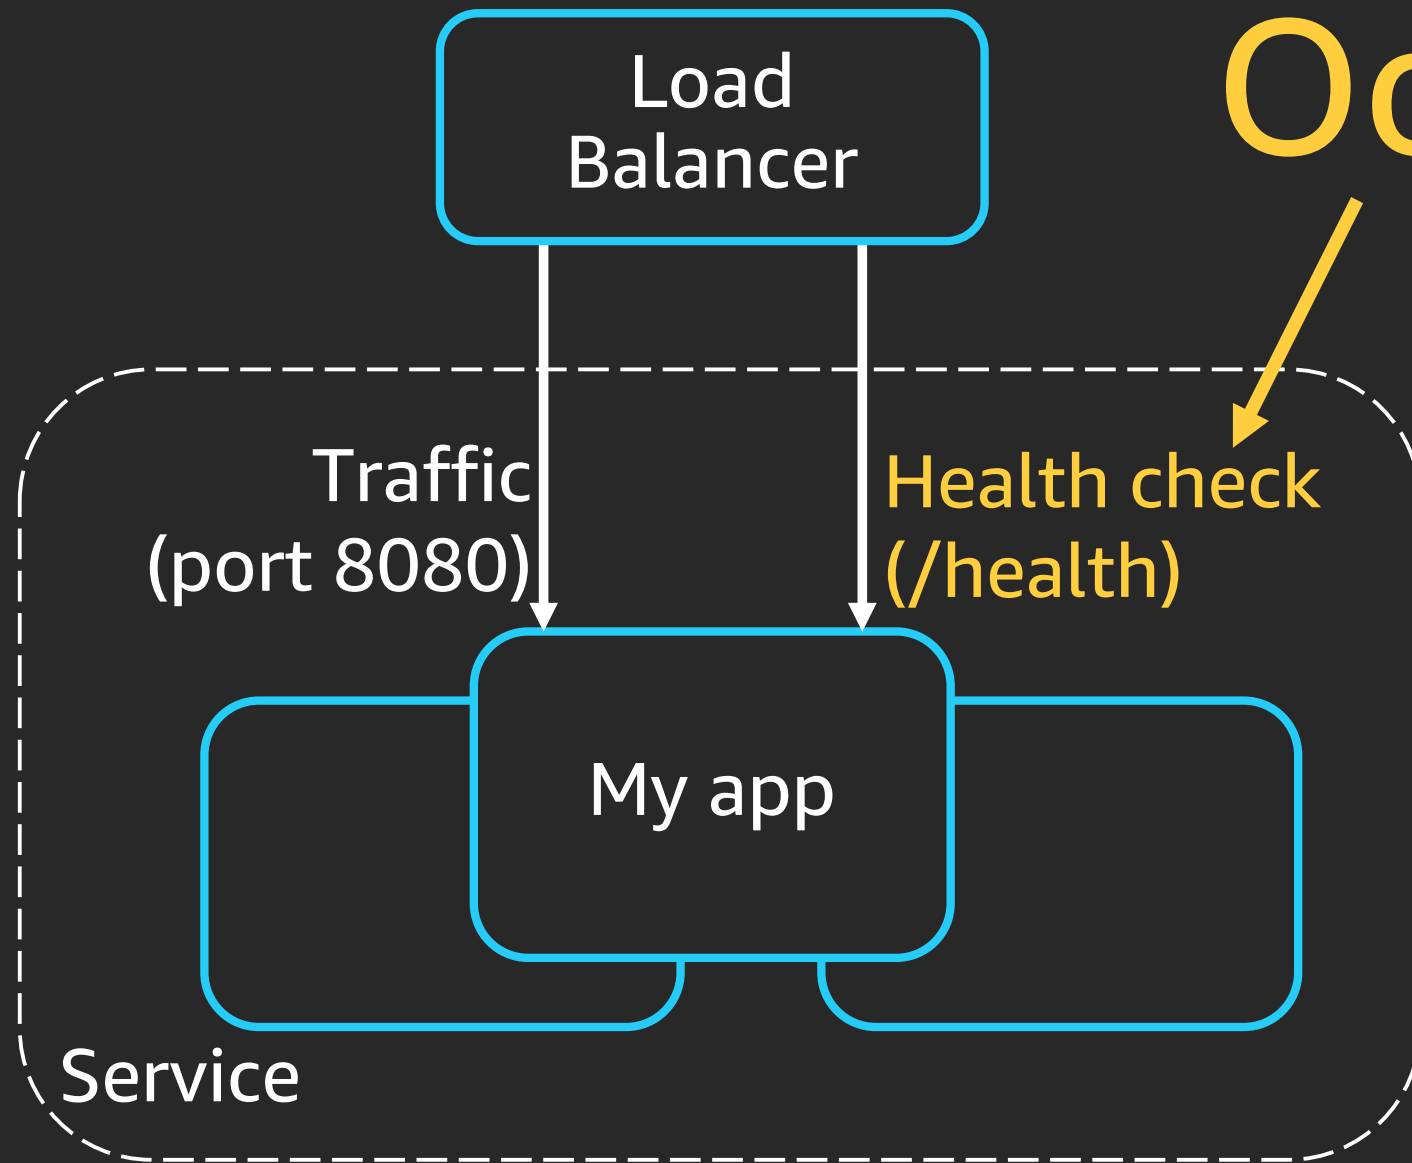 Load
Balancer
Traffic
(port 8080)
Health check
(/health)
My app
Service